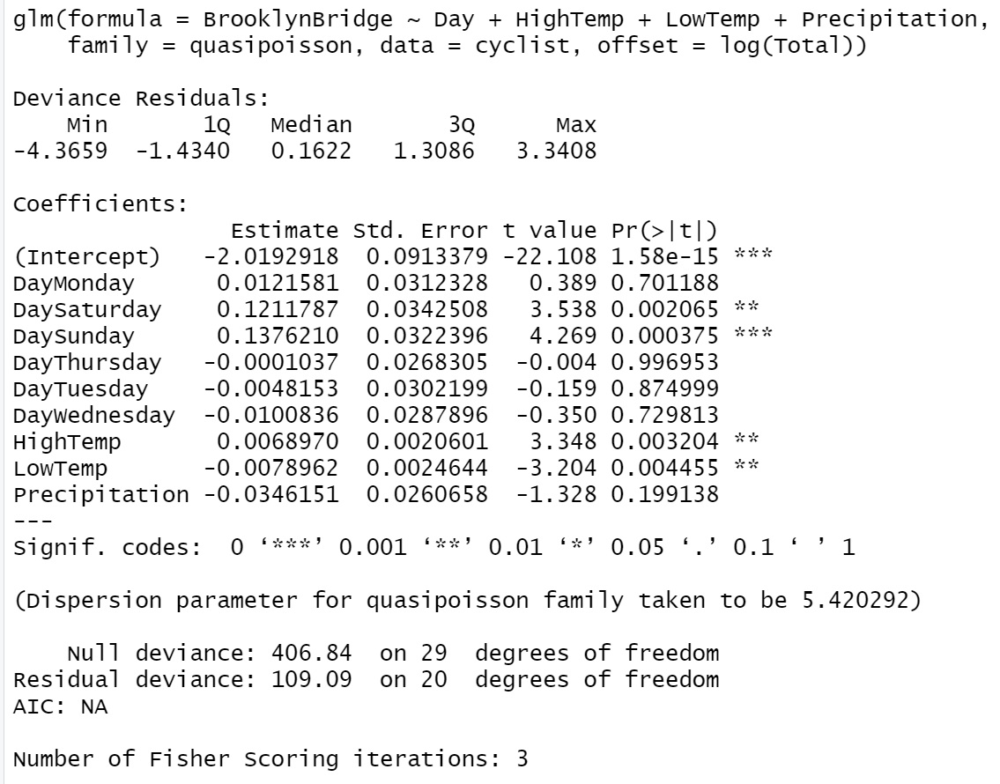 glm(formula = BrooklynBridge ~ Day + HighTemp + LowTemp + Precipitation,
    family = quasipoisson, data = cyclist, offset = log(Total))

Deviance Residuals:
    Min       1Q   Median       3Q      Max
-4.3659  -1.4340   0.1622   1.3086   3.3408

Coefficients:
                Estimate Std. Error t value Pr(>|t|)
(Intercept)   -2.0192918  0.0913379 -22.108 1.58e-15 ***
DayMonday      0.0121581  0.0312328   0.389 0.701188
DaySaturday    0.1211787  0.0342508   3.538 0.002065 **
DaySunday      0.1376210  0.0322396   4.269 0.000375 ***
DayThursday   -0.0001037  0.0268305  -0.004 0.996953
DayTuesday    -0.0048153  0.0302199  -0.159 0.874999
DayWednesday  -0.0100836  0.0287896  -0.350 0.729813
HighTemp       0.0068970  0.0020601   3.348 0.003204 **
LowTemp       -0.0078962  0.0024644  -3.204 0.004455 **
Precipitation -0.0346151  0.0260658  -1.328 0.199138
---
Signif. codes:  0 ‘***’ 0.001 ‘**’ 0.01 ‘*’ 0.05 ‘.’ 0.1 ‘ ’ 1

(Dispersion parameter for quasipoisson family taken to be 5.420292)

    Null deviance: 406.84  on 29  degrees of freedom
Residual deviance: 109.09  on 20  degrees of freedom
AIC: NA

Number of Fisher Scoring iterations: 3